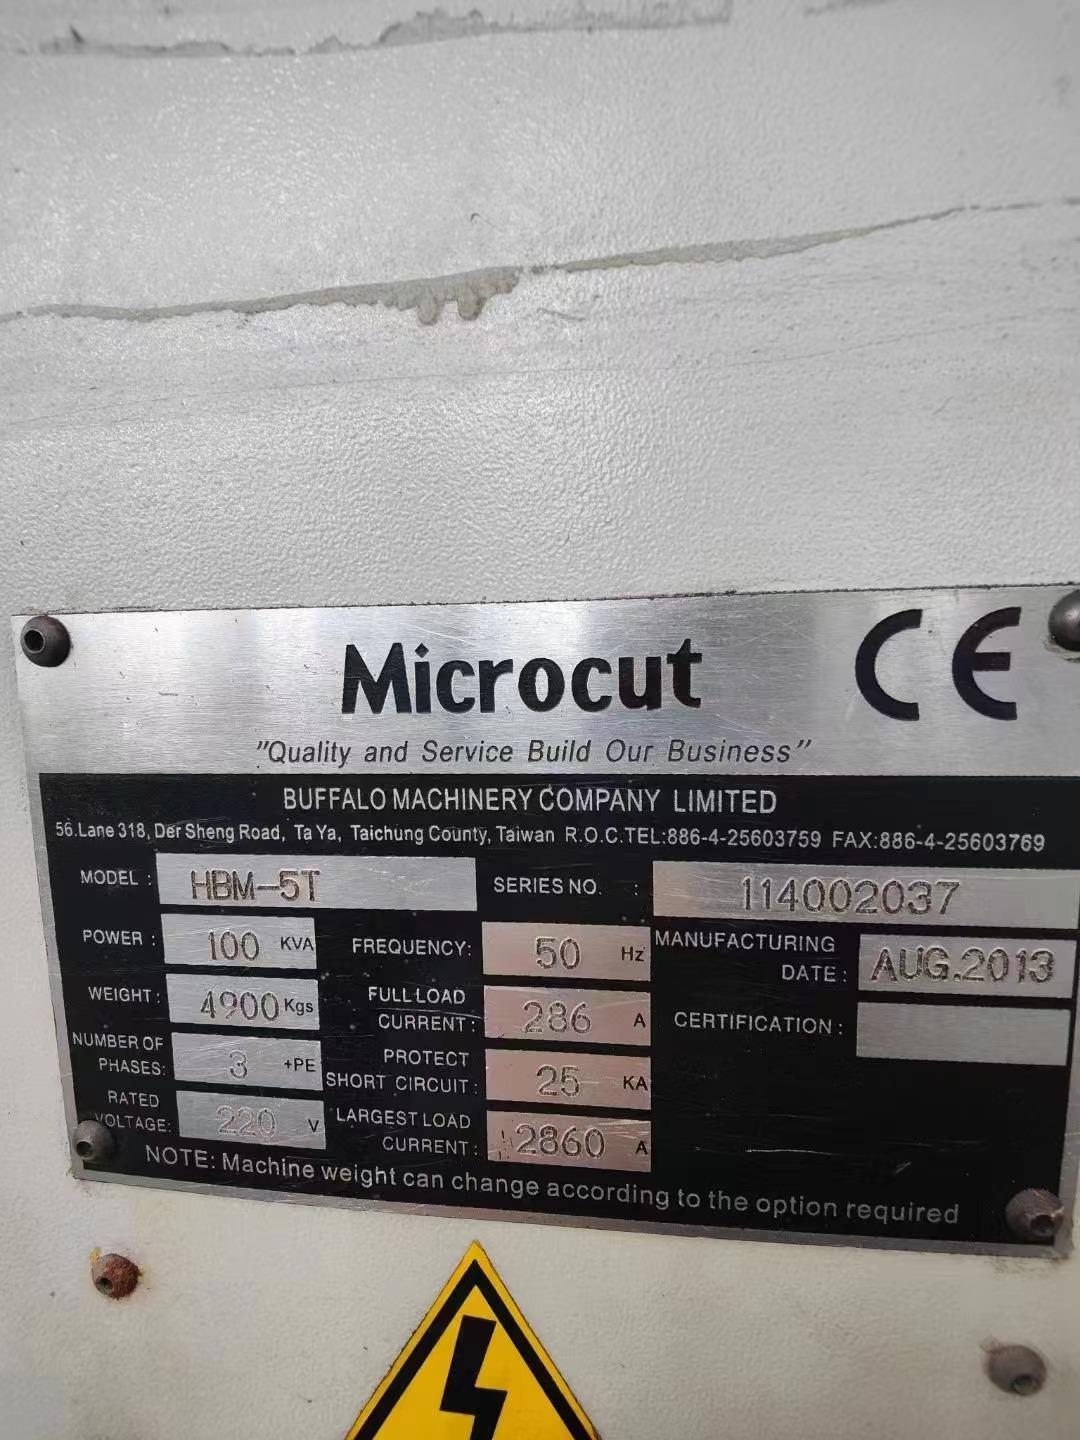 Microcut
CE
"Quality and Service Build Our Business"
BUFFALO MACHINERY COMPANY LIMITED
56.Lane 318, Der Sheng Road, Ta Ya, Taichung County, Taiwan R.O.C.TEL:886-4-25603759 FAX:886-4-25603769
MODEL : HBM-5T
SERIES NO. : 114002037
POWER : 100 KVA
FREQUENCY: 50 Hz
MANUFACTURING
DATE : AUG.2013
WEIGHT: 4900 Kgs
FULL LOAD
CURRENT : 286 A
CERTIFICATION :
NUMBER OF
PHASES: 3 +PE
PROTECT
SHORT CIRCUIT : 25 KA
RATED
VOLTAGE: 220 V
LARGEST LOAD
CURRENT : 2860 A
NOTE: Machine weight can change according to the option required